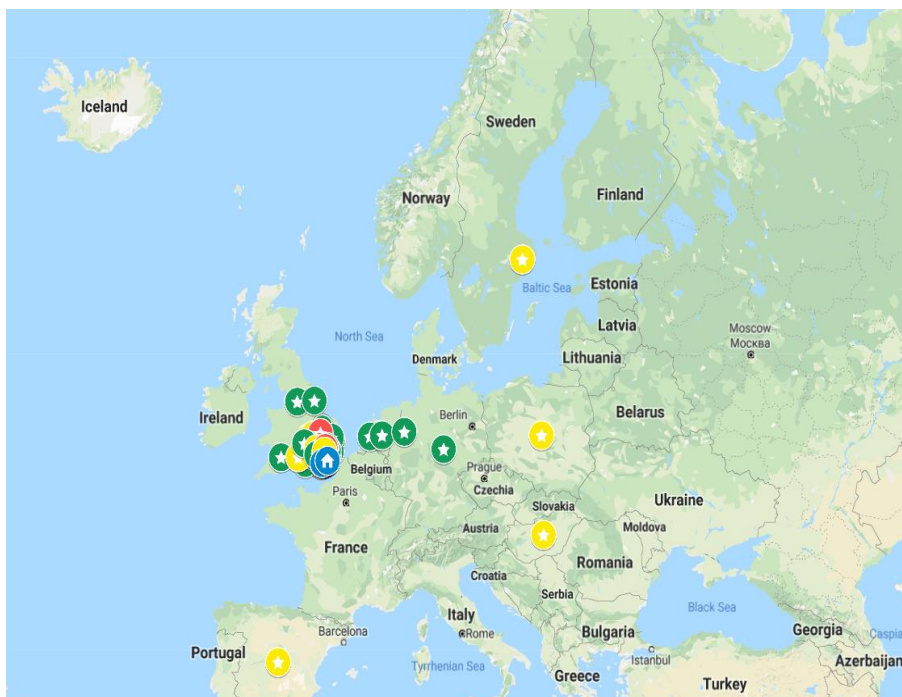 Iceland
Sweden
Norway
Finland
Baltic Sea
Estonia
Latvia
Moscow
Москва
North Sea
Denmark
Lithuania
Ireland
Berlin
Belarus
Belgium
Prague
Czechia
Paris
Slovakia
Ukraine
Austria
Moldova
France
Romania
Croatia
Serbia
Black Sea
Italy
Barcelona
Rome
Bulgaria
Georgia
Caspia
Portugal
Istanbul
Tyrrhenian Sea
Azerbaijan
Greece
Turkey